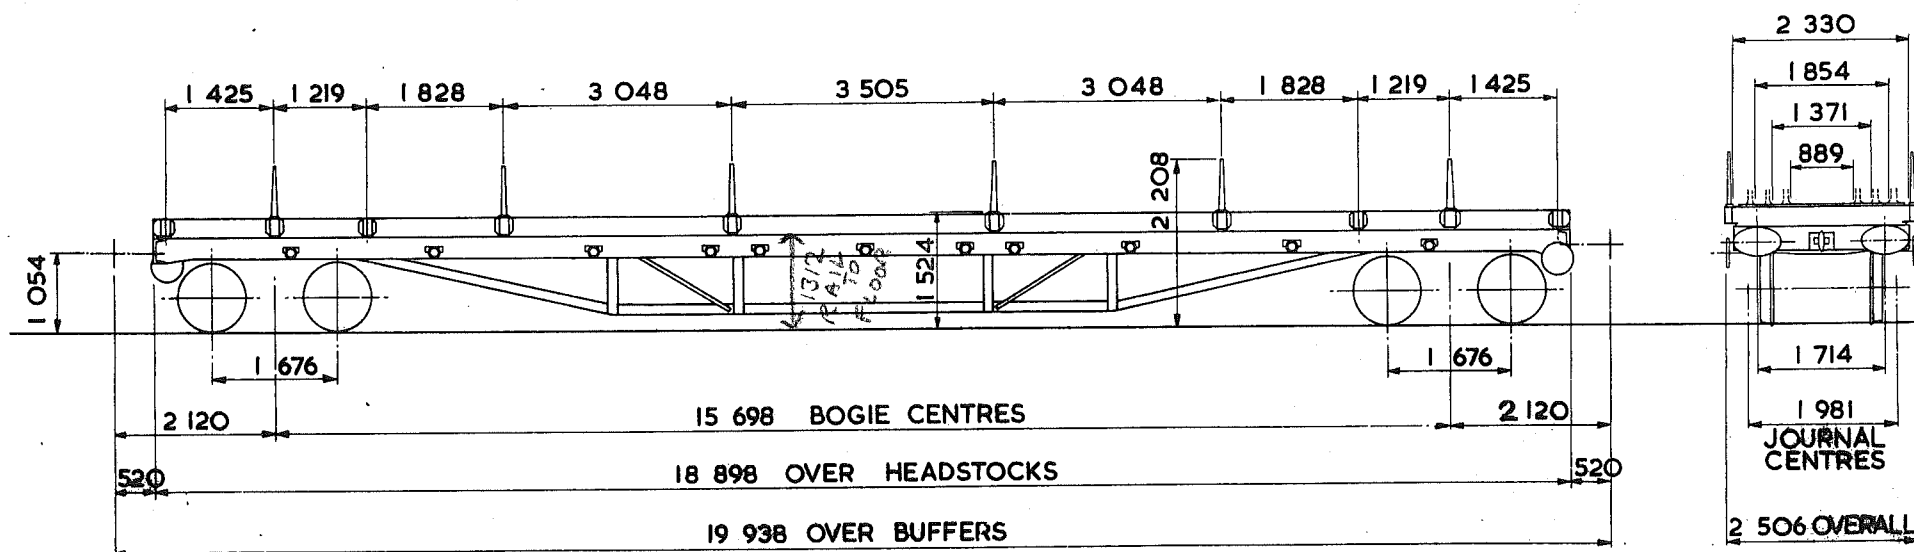 2 330
1 425 1 219 1 828 3 048 3 505 3 048 1 828 1 219 1 425
1 854
1 371
889
2 208
1 524
1312
RAIL
TO
FLOOR
1 054
1 676 1 676
1 714
2 120 15 698 BOGIE CENTRES 2 120
1 981
JOURNAL
CENTRES
520 18 898 OVER HEADSTOCKS 520
19 938 OVER BUFFERS
2 506 OVERALL